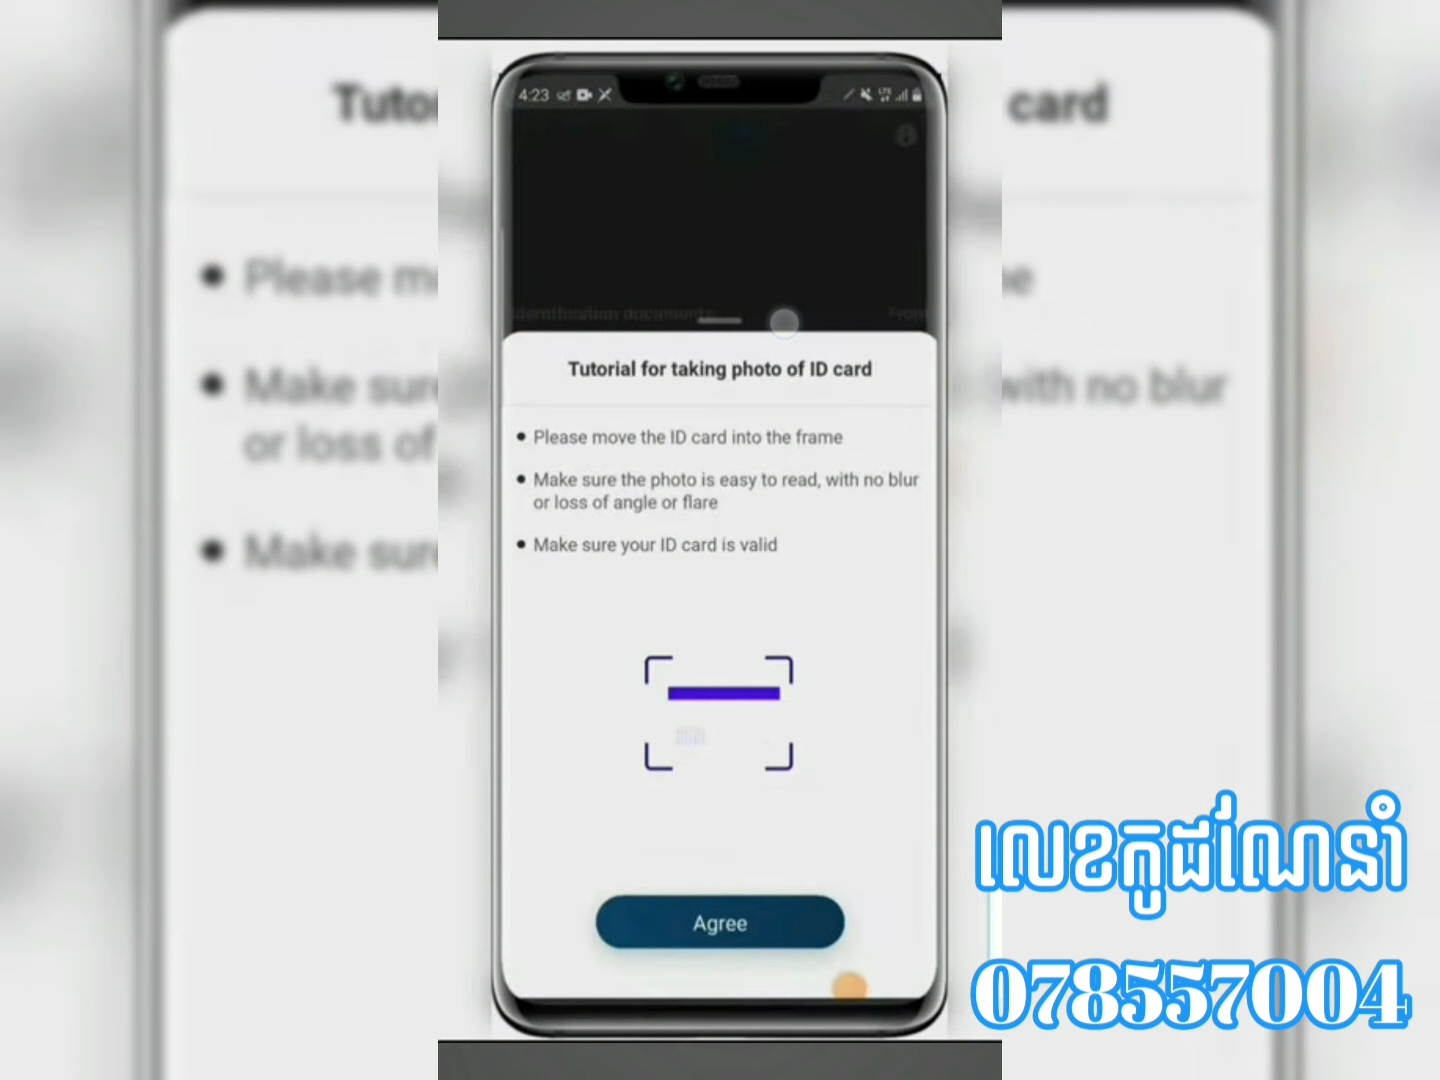 4:23
Tutorial for taking photo of ID card
Please move the ID card into the frame
Make sure the photo is easy to read, with no blur
or loss of angle or flare
Make sure your ID card is valid
Agree
លេខកូដណែនាំ
078557004